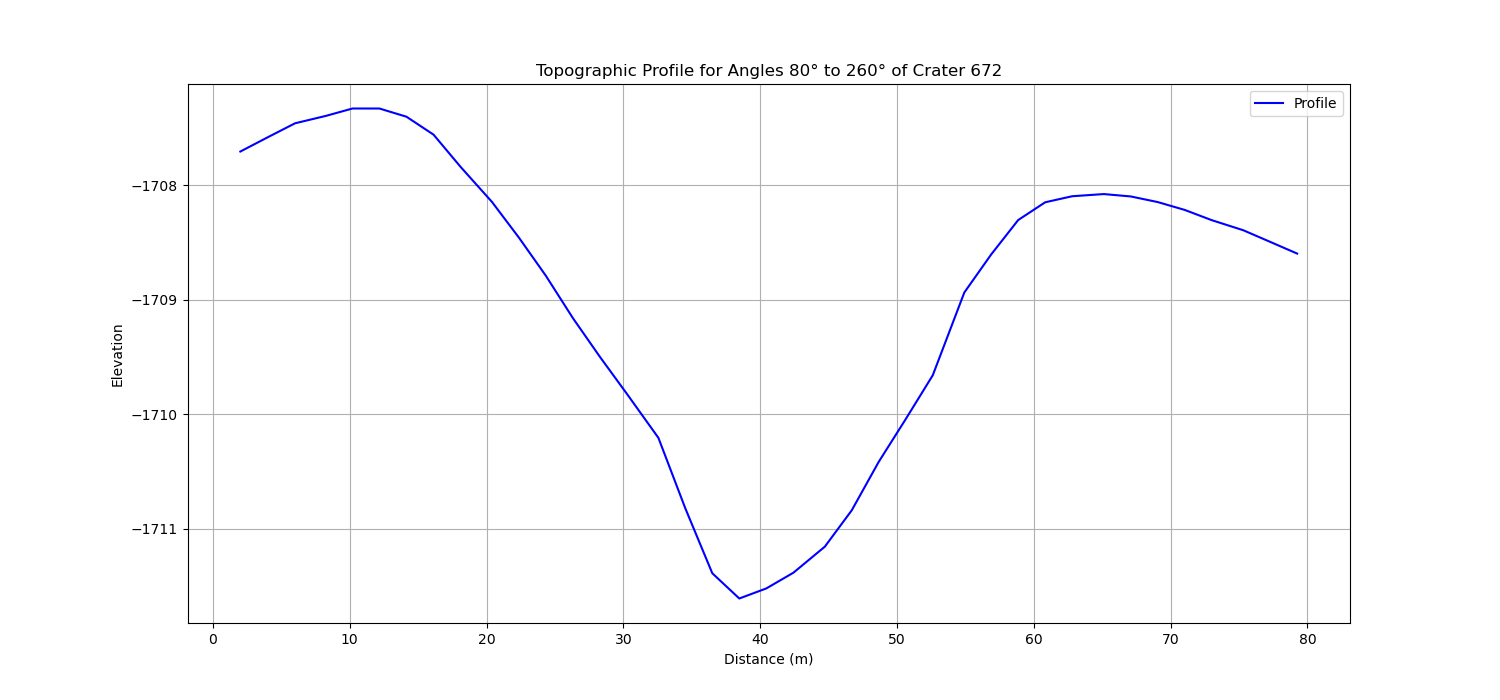 Topographic Profile for Angles 80° to 260° of Crater 672
Profile
−1708
−1709
−1710
−1711
Elevation
0 10 20 30 40 50 60 70 80
Distance (m)